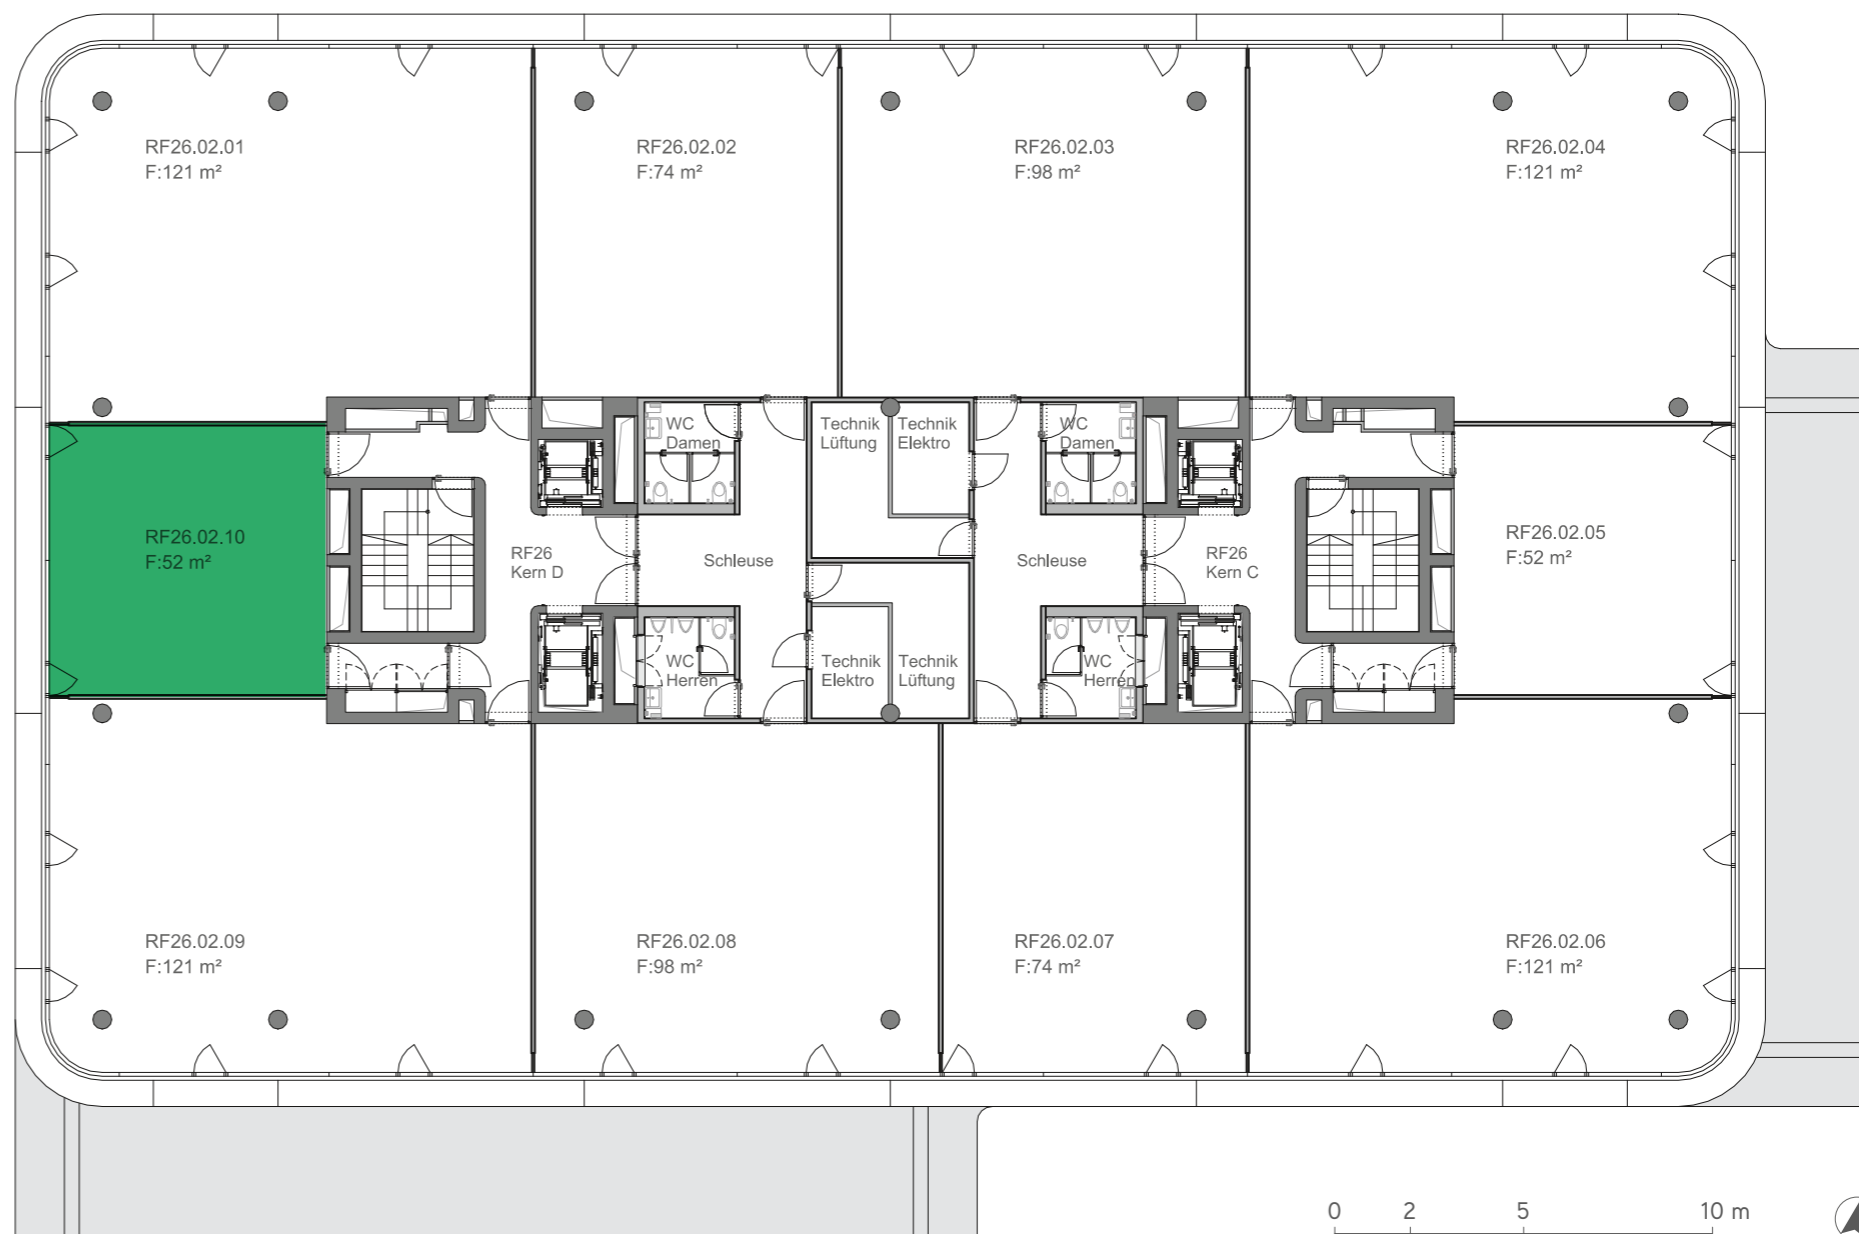 RF26.02.01
F:121 m²
RF26.02.02
F:74 m²
RF26.02.03
F:98 m²
RF26.02.04
F:121 m²
WC
Damen
Technik
Lüftung
Technik
Elektro
WC
Damen
RF26.02.10
F:52 m²
RF26
Kern D
Schleuse
Schleuse
RF26
Kern C
RF26.02.05
F:52 m²
WC
Herren
Technik
Elektro
Technik
Lüftung
WC
Herren
RF26.02.09
F:121 m²
RF26.02.08
F:98 m²
RF26.02.07
F:74 m²
RF26.02.06
F:121 m²
0 2 5 10 m